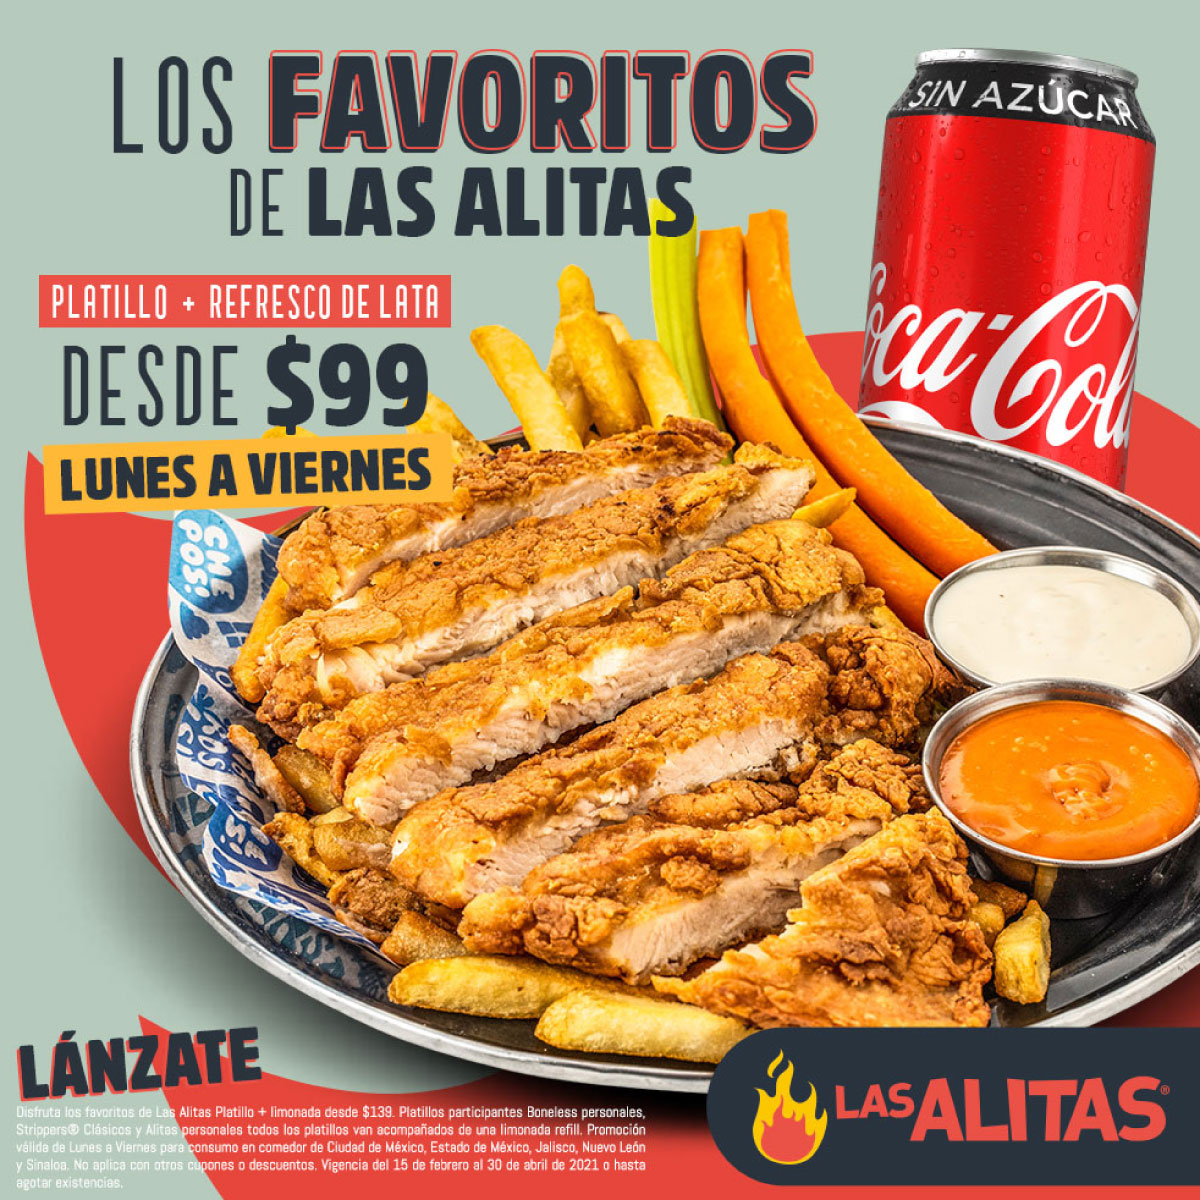 LOS FAVORITOS
DE LAS ALITAS
SIN AZÚCAR
Coca-Cola
PLATILLO + REFRESCO DE LATA
DESDE $99
LUNES A VIERNES
CHE
POS!
LÁNZATE
Disfruta los favoritos de Las Alitas Platillo + limonada desde $139. Platillos participantes Boneless personales,
Strippers® Clásicos y Alitas personales todos los platillos van acompañados de una limonada refill. Promoción
válida de Lunes a Viernes para consumo en comedor de Ciudad de México, Estado de México, Jalisco, Nuevo León
y Sinaloa. No aplica con otros cupones o descuentos. Vigencia del 15 de febrero al 30 de abril de 2021 o hasta
agotar existencias.
LAS ALITAS®